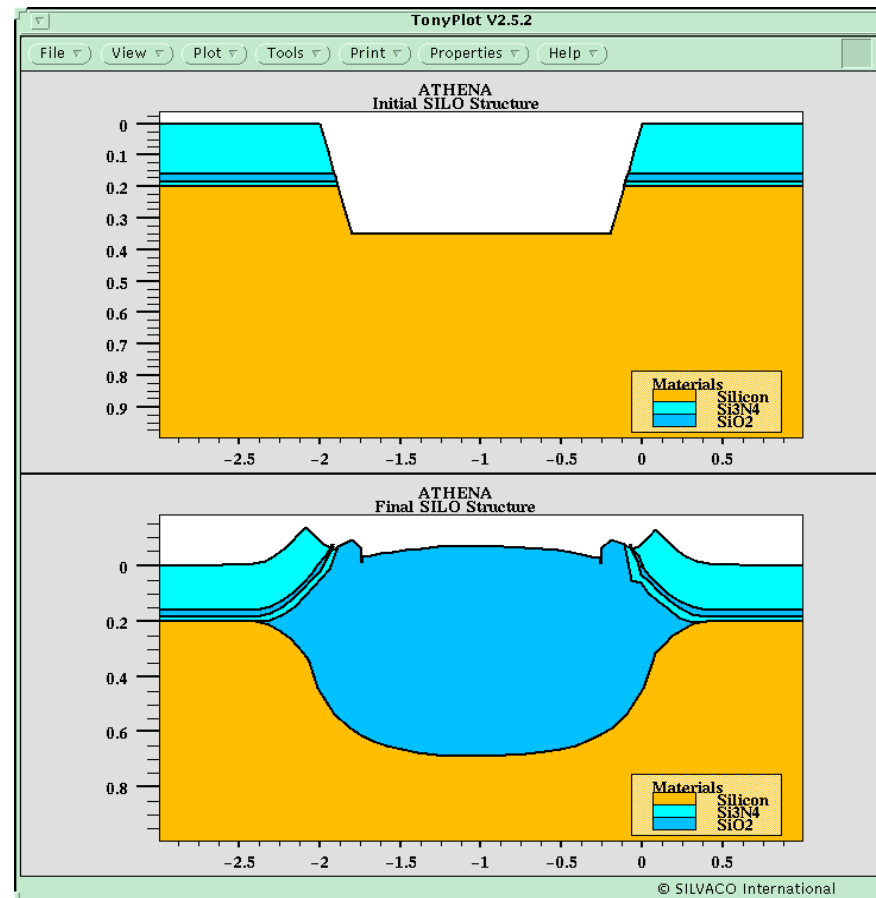 TonyPlot V2.5.2
File View Plot Tools Print Properties Help
ATHENA
Initial SILO Structure
0
0.1
0.2
0.3
0.4
0.5
0.6
0.7
0.8
0.9
Materials
Silicon
Si3N4
SiO2
-2.5 -2 -1.5 -1 -0.5 0 0.5
ATHENA
Final SILO Structure
0
0.2
0.4
0.6
0.8
Materials
Silicon
Si3N4
SiO2
-2.5 -2 -1.5 -1 -0.5 0 0.5
© SILVACO International